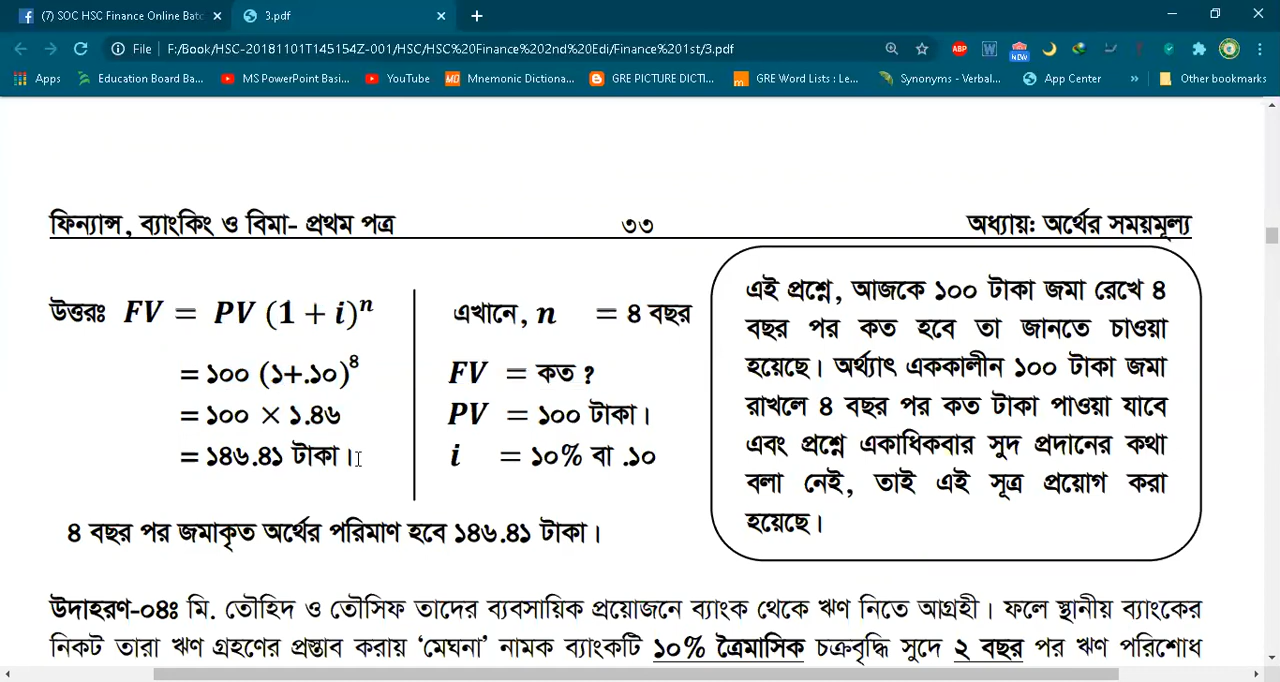 (7) SOC HSC Finance Online Batc
3.pdf
File | F:/Book/HSC-20181101T145154Z-001/HSC/HSC%20Finance%202nd%20Edi/Finance%201st/3.pdf
ABP
NEW
Apps
Education Board Ba...
MS PowerPoint Basi...
YouTube
Mnemonic Dictiona...
GRE PICTURE DICTI...
GRE Word Lists : Le...
Synonyms - Verbal...
App Center
»
Other bookmarks
ফিন্যান্স, ব্যাংকিং ও বিমা- প্রথম পত্র
৩৩
অধ্যায়: অর্থের সময়মূল্য
উত্তরঃ FV = PV (1 + i)ⁿ
= ১০০ (১+.১০)^৪
= ১০০ × ১.৪৬
= ১৪৬.৪১ টাকা।
এখানে, n = ৪ বছর
FV = কত ?
PV = ১০০ টাকা।
i = ১০% বা .১০
এই প্রশ্নে, আজকে ১০০ টাকা জমা রেখে ৪
বছর পর কত হবে তা জানতে চাওয়া
হয়েছে। অর্থ্যাৎ এককালীন ১০০ টাকা জমা
রাখলে ৪ বছর পর কত টাকা পাওয়া যাবে
এবং প্রশ্নে একাধিকবার সুদ প্রদানের কথা
বলা নেই, তাই এই সূত্র প্রয়োগ করা
হয়েছে।
৪ বছর পর জমাকৃত অর্থের পরিমাণ হবে ১৪৬.৪১ টাকা।
উদাহরণ-০৪ঃ মি. তৌহিদ ও তৌসিফ তাদের ব্যবসায়িক প্রয়োজনে ব্যাংক থেকে ঋণ নিতে আগ্রহী। ফলে স্থানীয় ব্যাংকের
নিকট তারা ঋণ গ্রহণের প্রস্তাব করায় ‘মেঘনা’ নামক ব্যাংকটি ১০% ত্রৈমাসিক চক্রবৃদ্ধি সুদে ২ বছর পর ঋণ পরিশোধ